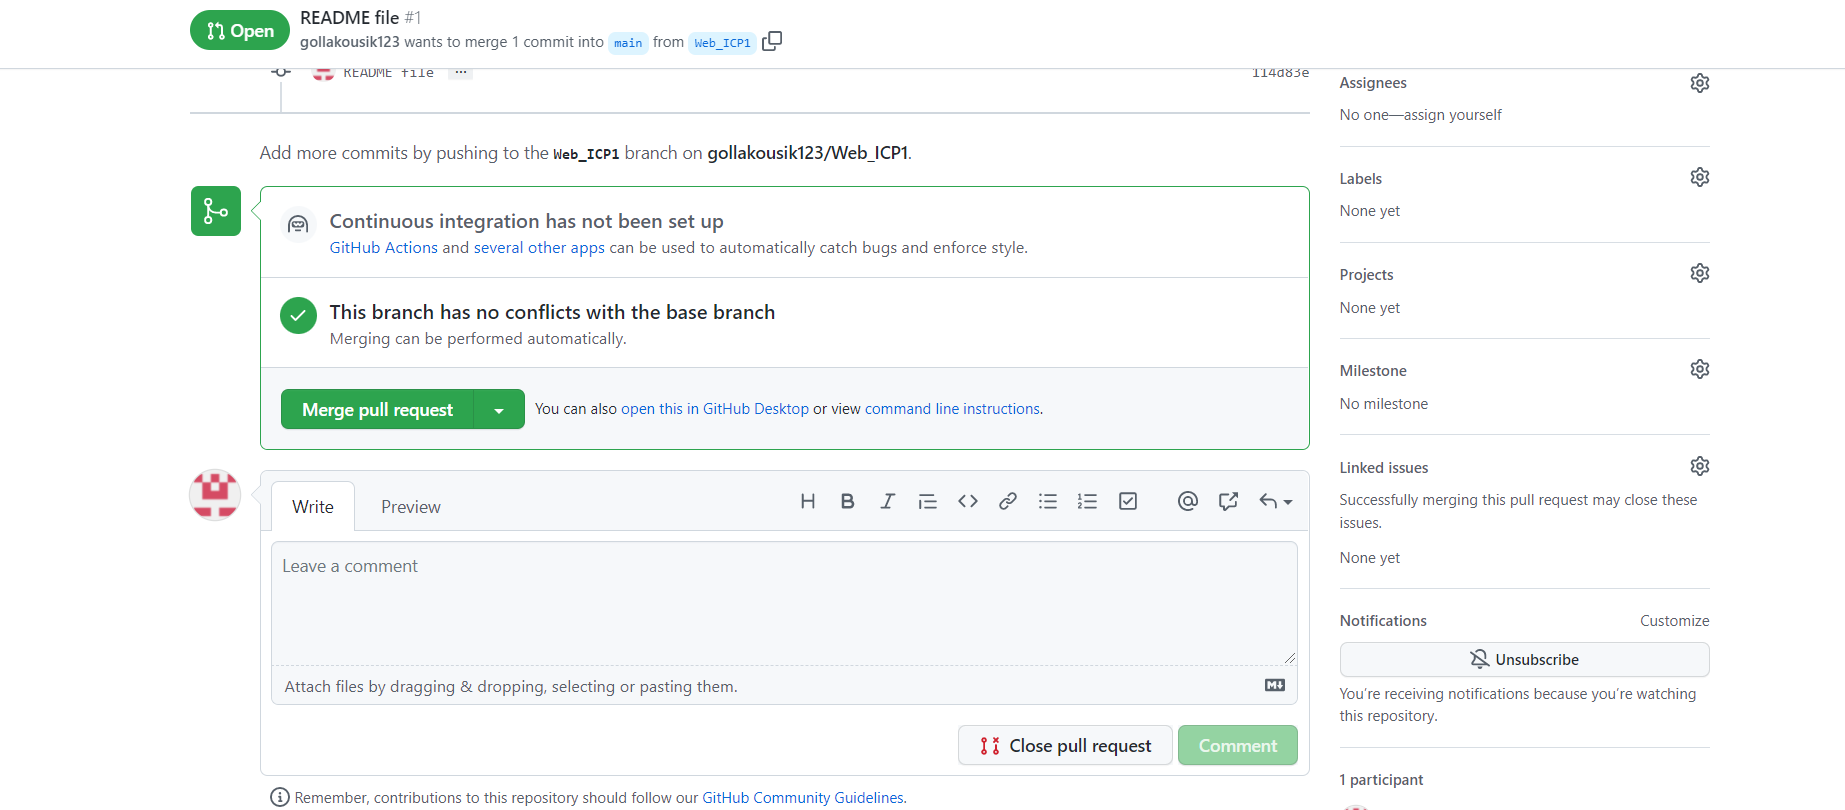 Open
README file #1
gollakousik123 wants to merge 1 commit into main from Web_ICP1
README file ...
114d83e
Add more commits by pushing to the Web_ICP1 branch on gollakousik123/Web_ICP1.
Continuous integration has not been set up
GitHub Actions and several other apps can be used to automatically catch bugs and enforce style.
This branch has no conflicts with the base branch
Merging can be performed automatically.
Merge pull request
You can also open this in GitHub Desktop or view command line instructions.
Write
Preview
Leave a comment
Attach files by dragging & dropping, selecting or pasting them.
Close pull request
Comment
Remember, contributions to this repository should follow our GitHub Community Guidelines.
Assignees
No one—assign yourself
Labels
None yet
Projects
None yet
Milestone
No milestone
Linked issues
Successfully merging this pull request may close these
issues.
None yet
Notifications
Customize
Unsubscribe
You're receiving notifications because you're watching
this repository.
1 participant